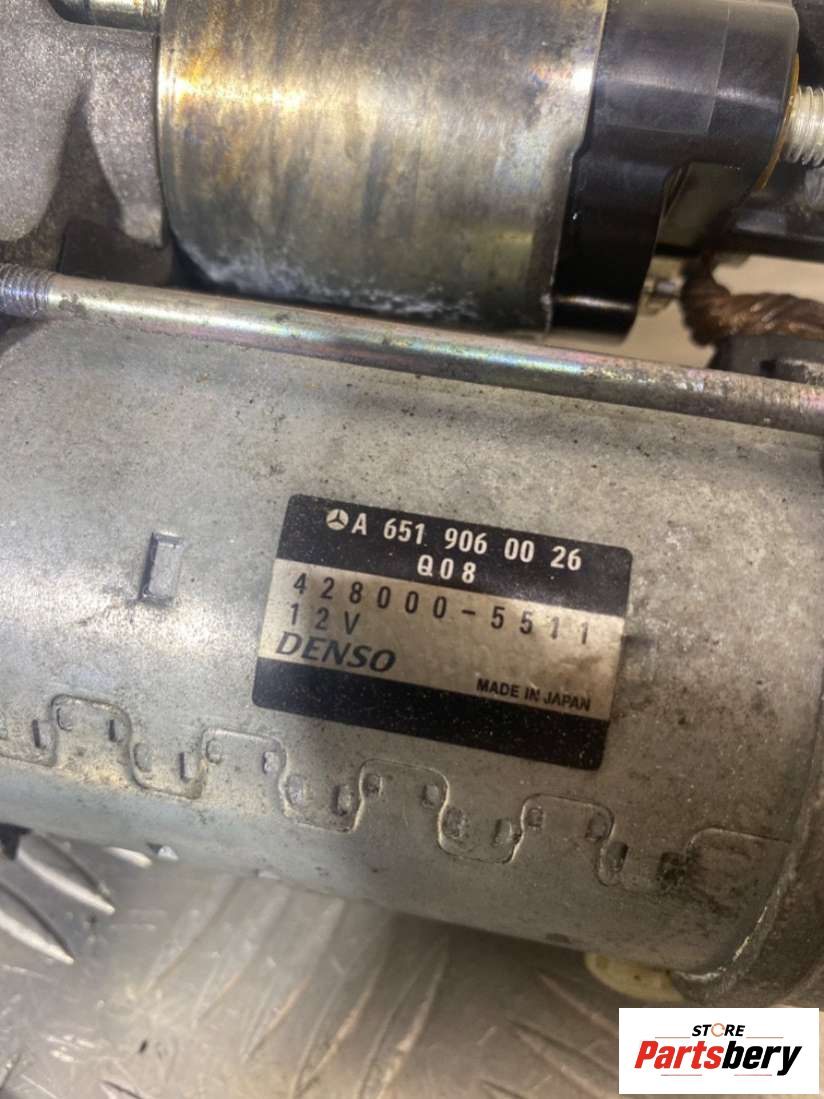 A 651 906 00 26
Q08
428000-5511
12V
DENSO
MADE IN JAPAN
STORE
Partsbery